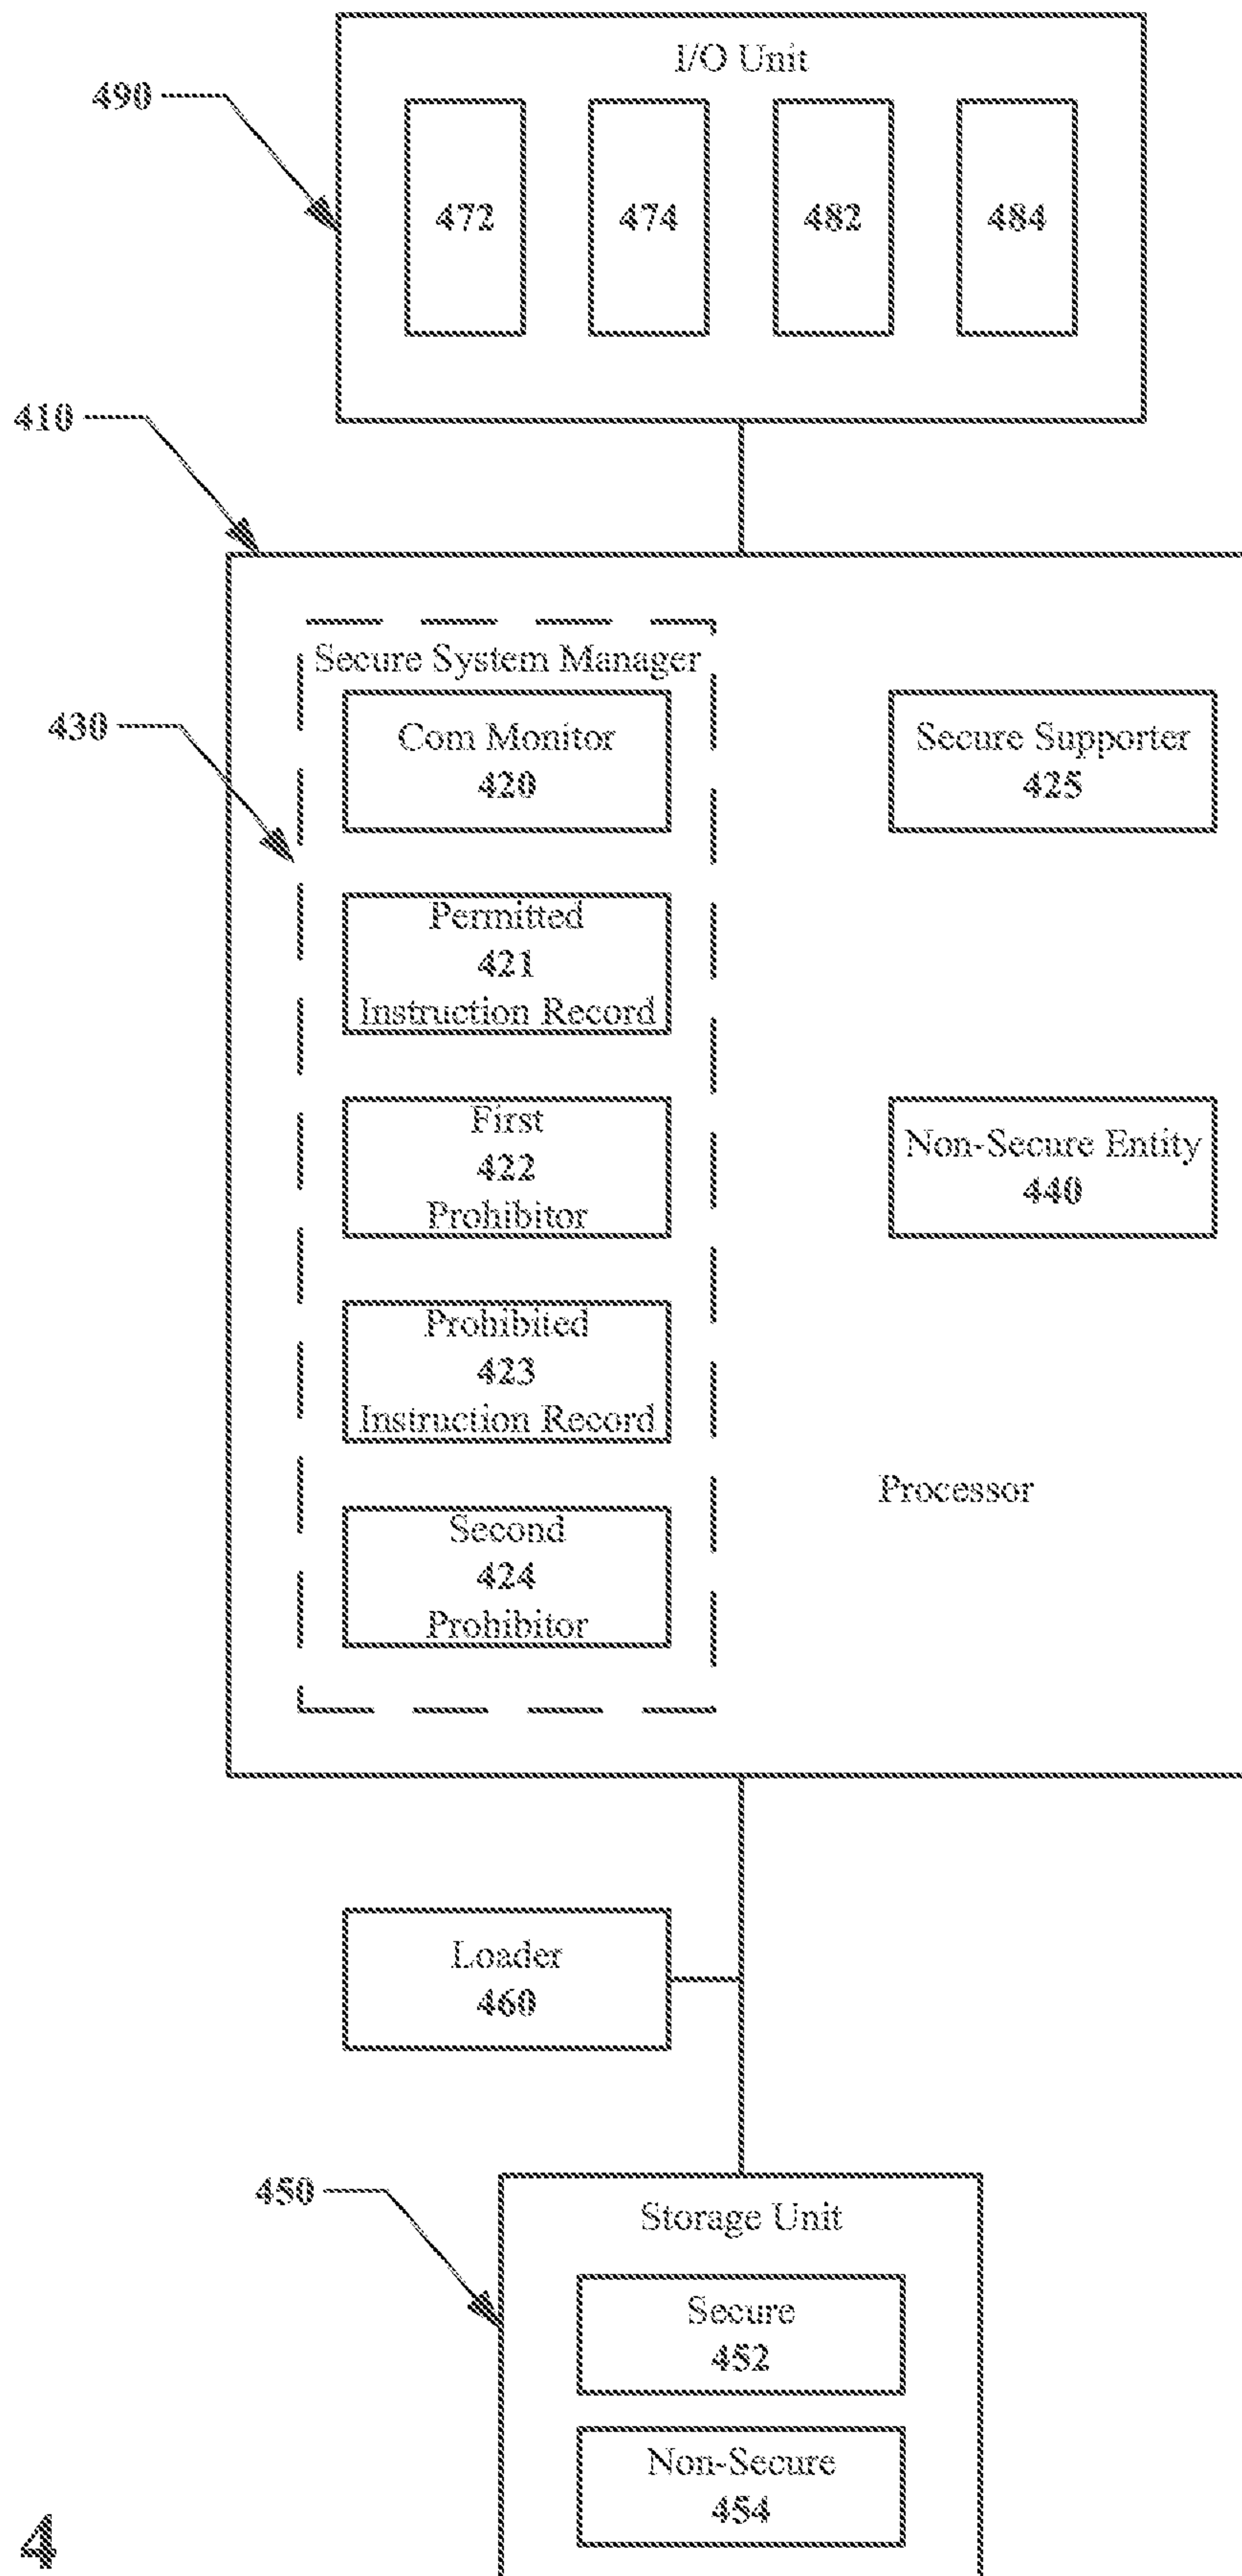 I/O Unit
490
472
474
482
484
410
Secure System Manager
430
Com Monitor
420
Secure Supporter
425
Permitted
421
Instruction Record
First
422
Prohibitor
Non-Secure Entity
440
Prohibited
423
Instruction Record
Processor
Second
424
Prohibitor
Loader
460
450
Storage Unit
Secure
452
Non-Secure
454
4